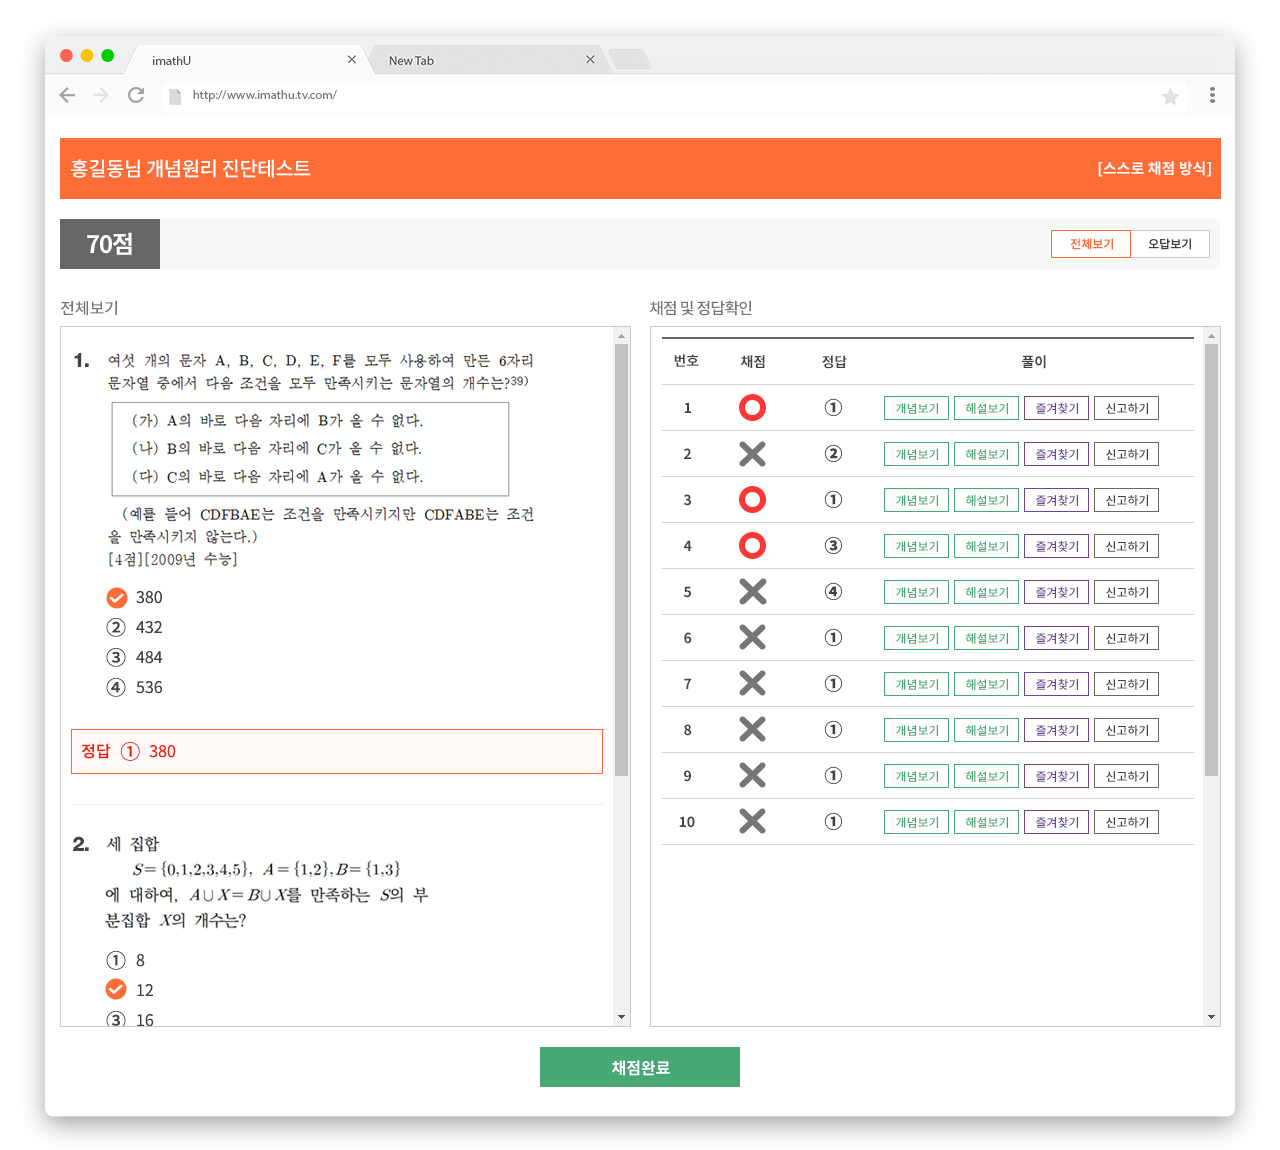 imathU
New Tab
http://www.imathu.tv.com/
홍길동님 개념원리 진단테스트
[스스로 채점 방식]
70점
전체보기
오답보기
전체보기
1. 여섯 개의 문자 A, B, C, D, E, F를 모두 사용하여 만든 6자리
문자열 중에서 다음 조건을 모두 만족시키는 문자열의 개수는?39)
(가) A의 바로 다음 자리에 B가 올 수 없다.
(나) B의 바로 다음 자리에 C가 올 수 없다.
(다) C의 바로 다음 자리에 A가 올 수 없다.
(예를 들어 CDFBAE는 조건을 만족시키지만 CDFABE는 조건
을 만족시키지 않는다.)
[4점][2009년 수능]
380
② 432
③ 484
④ 536
정답 ① 380
2. 세 집합
S={0,1,2,3,4,5}, A={1,2}, B={1,3}
에 대하여, A∪X=B∪X를 만족하는 S의 부
분집합 X의 개수는?
① 8
12
③ 16
채점 및 정답확인
번호 채점 정답 풀이
1 ① 개념보기 해설보기 즐겨찾기 신고하기
2 ② 개념보기 해설보기 즐겨찾기 신고하기
3 ① 개념보기 해설보기 즐겨찾기 신고하기
4 ③ 개념보기 해설보기 즐겨찾기 신고하기
5 ④ 개념보기 해설보기 즐겨찾기 신고하기
6 ① 개념보기 해설보기 즐겨찾기 신고하기
7 ① 개념보기 해설보기 즐겨찾기 신고하기
8 ① 개념보기 해설보기 즐겨찾기 신고하기
9 ① 개념보기 해설보기 즐겨찾기 신고하기
10 ① 개념보기 해설보기 즐겨찾기 신고하기
채점완료